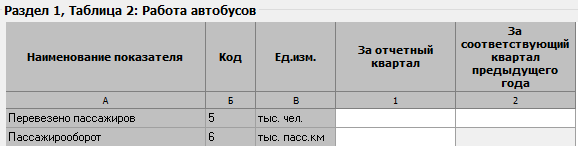 Раздел 1, Таблица 2: Работа автобусов
Наименование показателя Код Ед.изм. За отчетный квартал За соответствующий квартал предыдущего года
А Б В 1 2
Перевезено пассажиров 5 тыс. чел.
Пассажирооборот 6 тыс. пасс.км